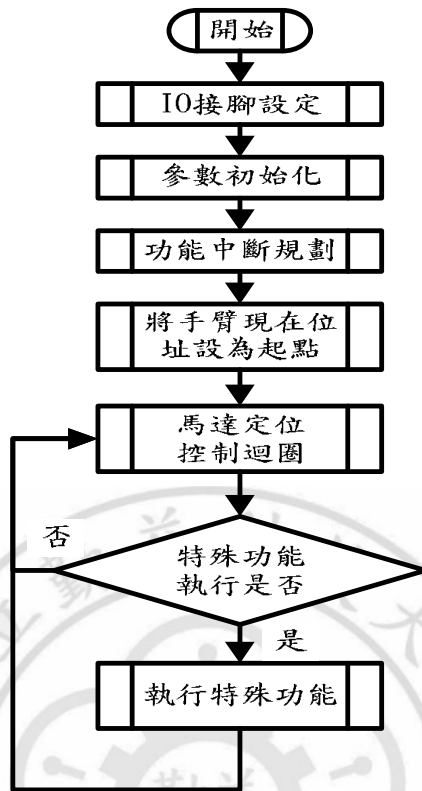 開始
IO接腳設定
參數初始化
功能中斷規劃
將手臂現在位
址設為起點
馬達定位
控制迴圈
否
特殊功能
執行是否
是
執行特殊功能